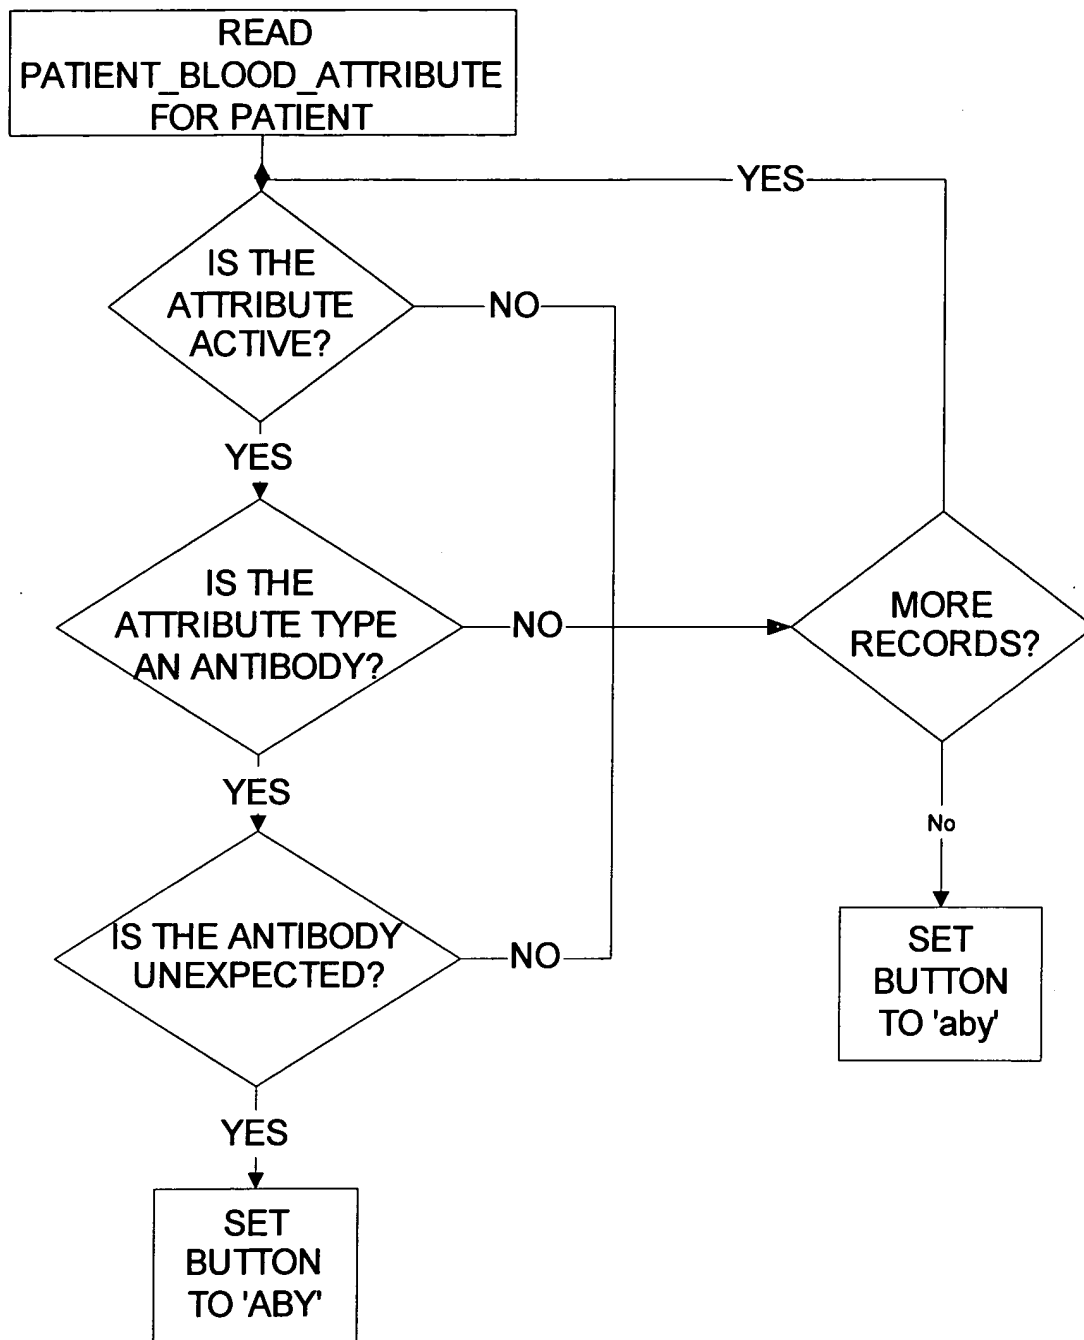 READ
PATIENT_BLOOD_ATTRIBUTE
FOR PATIENT
YES
IS THE
ATTRIBUTE
ACTIVE?
NO
YES
IS THE
ATTRIBUTE TYPE
AN ANTIBODY?
NO
MORE
RECORDS?
YES
No
IS THE ANTIBODY
UNEXPECTED?
NO
SET
BUTTON
TO 'aby'
YES
SET
BUTTON
TO 'ABY'